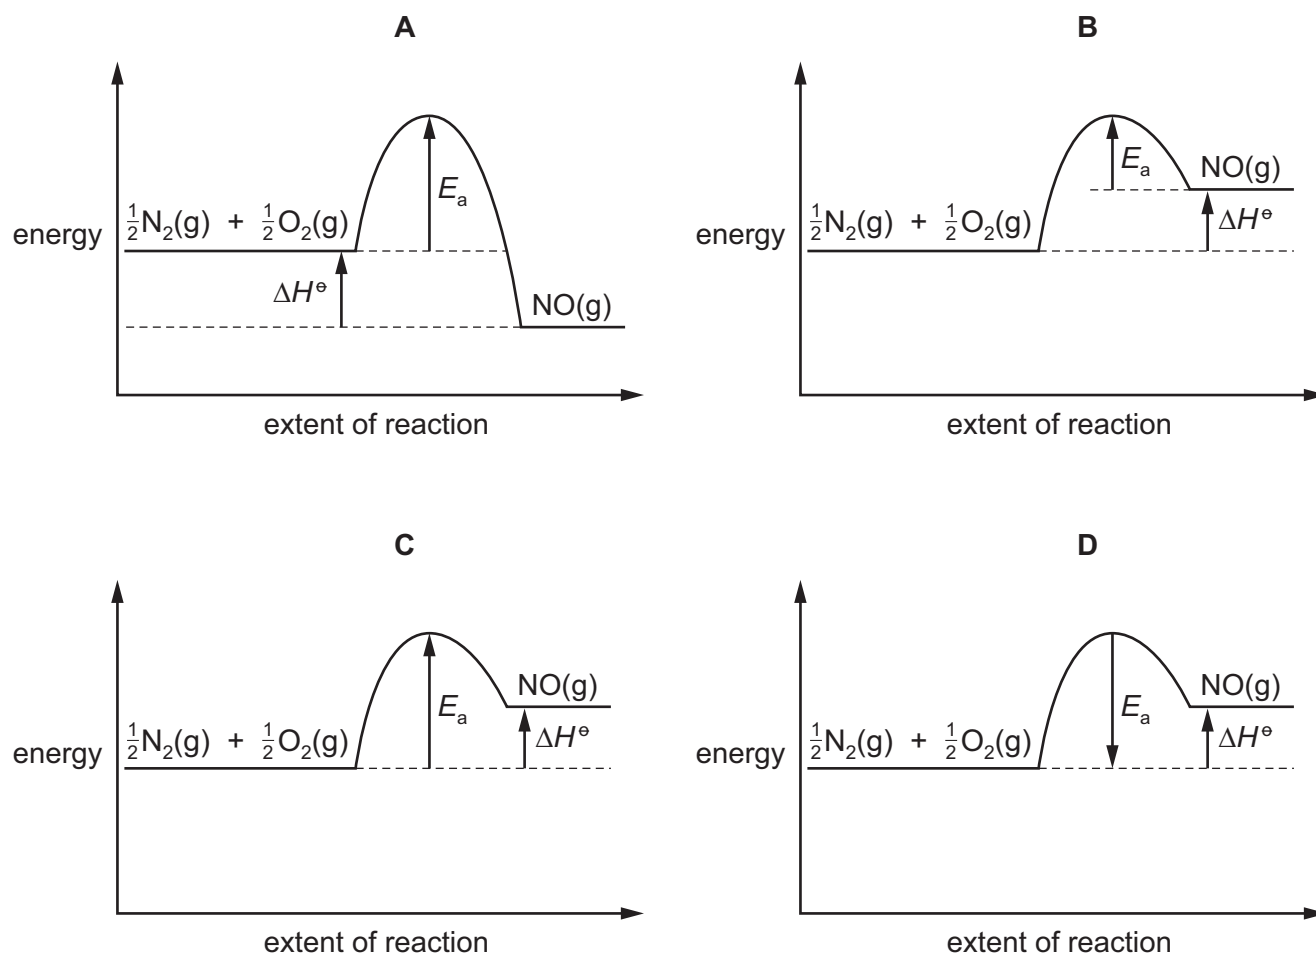 A
B
Eₐ
NO(g)
Eₐ
½N₂(g) + ½O₂(g)
½N₂(g) + ½O₂(g)
ΔH⦵
energy
energy
ΔH⦵
NO(g)
extent of reaction
extent of reaction
C
D
NO(g)
NO(g)
Eₐ
Eₐ
½N₂(g) + ½O₂(g)
ΔH⦵
½N₂(g) + ½O₂(g)
ΔH⦵
energy
energy
extent of reaction
extent of reaction